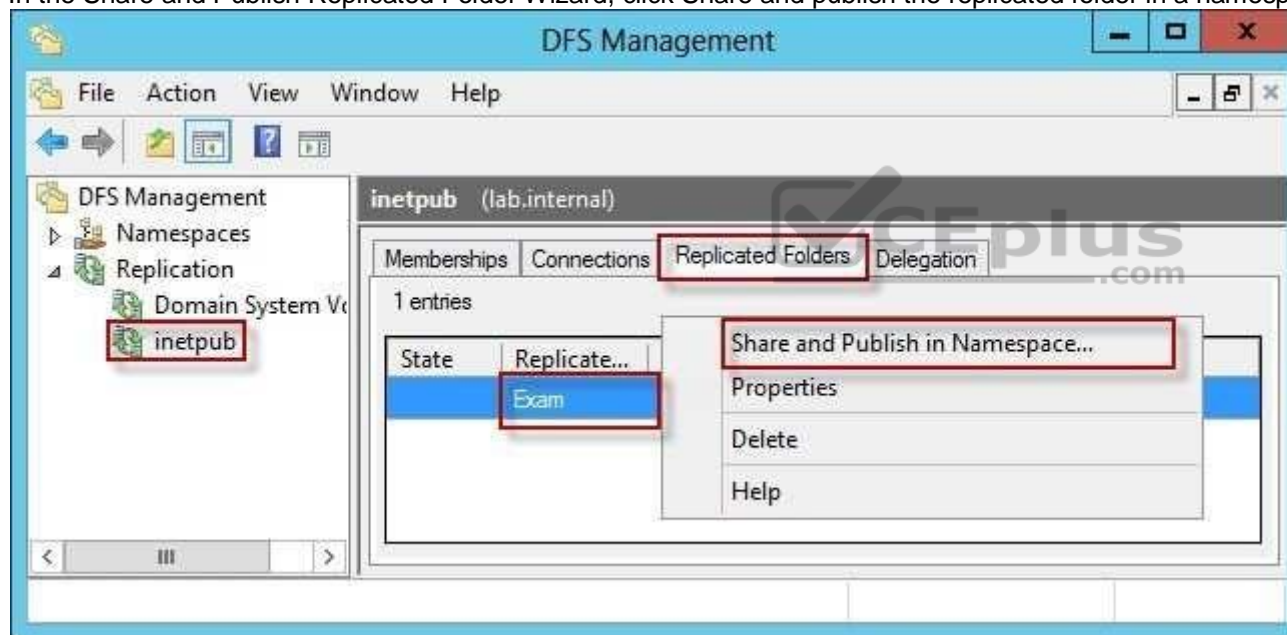 In the Share and Publish Replicated Folder Wizard, click Share and publish the replicated folder in a
DFS Management
File Action View Window Help
DFS Management
Namespaces
Replication
Domain System
inetpub
inetpub (lab.internal)
Memberships Connections Replicated Folders Delegation
1 entries
State Replicate...
Exam
Share and Publish in Namespace...
Properties
Delete
Help
CEplus
.com